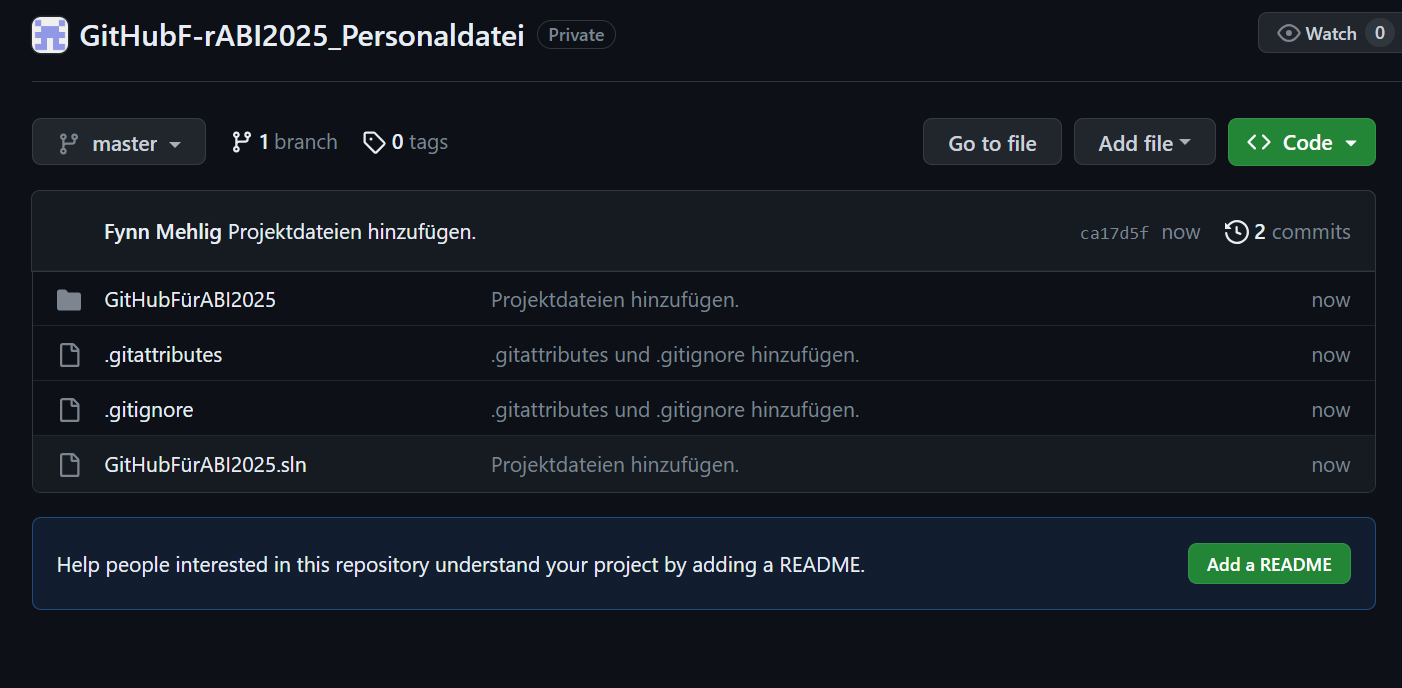 GitHubF-rABI2025_Personaldatei Private Watch 0
master 1 branch 0 tags Go to file Add file Code
Fynn Mehlig Projektdateien hinzufügen. ca17d5f now 2 commits
GitHubFürABI2025 Projektdateien hinzufügen. now
.gitattributes .gitattributes und .gitignore hinzufügen. now
.gitignore .gitattributes und .gitignore hinzufügen. now
GitHubFürABI2025.sln Projektdateien hinzufügen. now
Help people interested in this repository understand your project by adding a README. Add a README